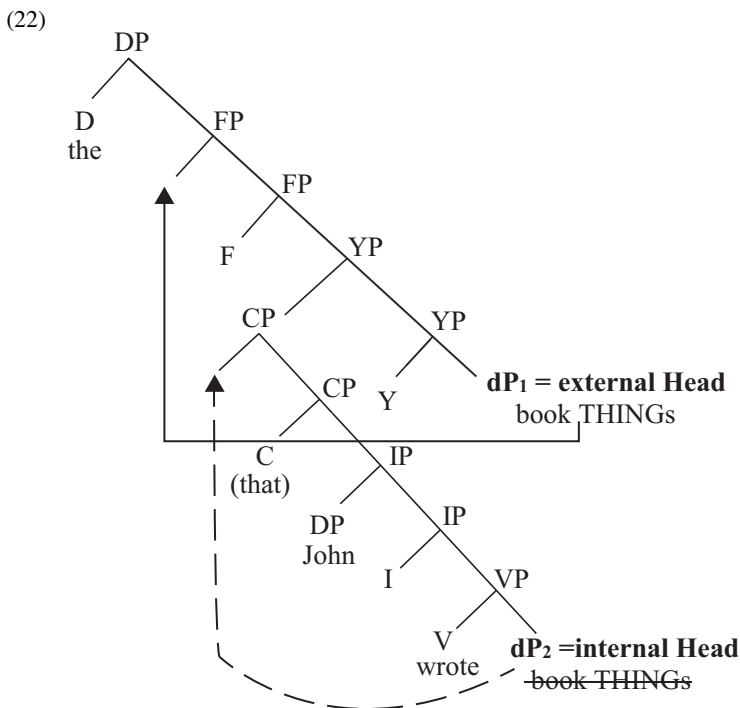 (22)
DP
D
the
FP
FP
F
YP
CP
YP
Y
dP1 = external Head
book THINGs
CP
C
(that)
IP
DP
John
IP
I
VP
V
wrote
dP2 =internal Head
book THINGs